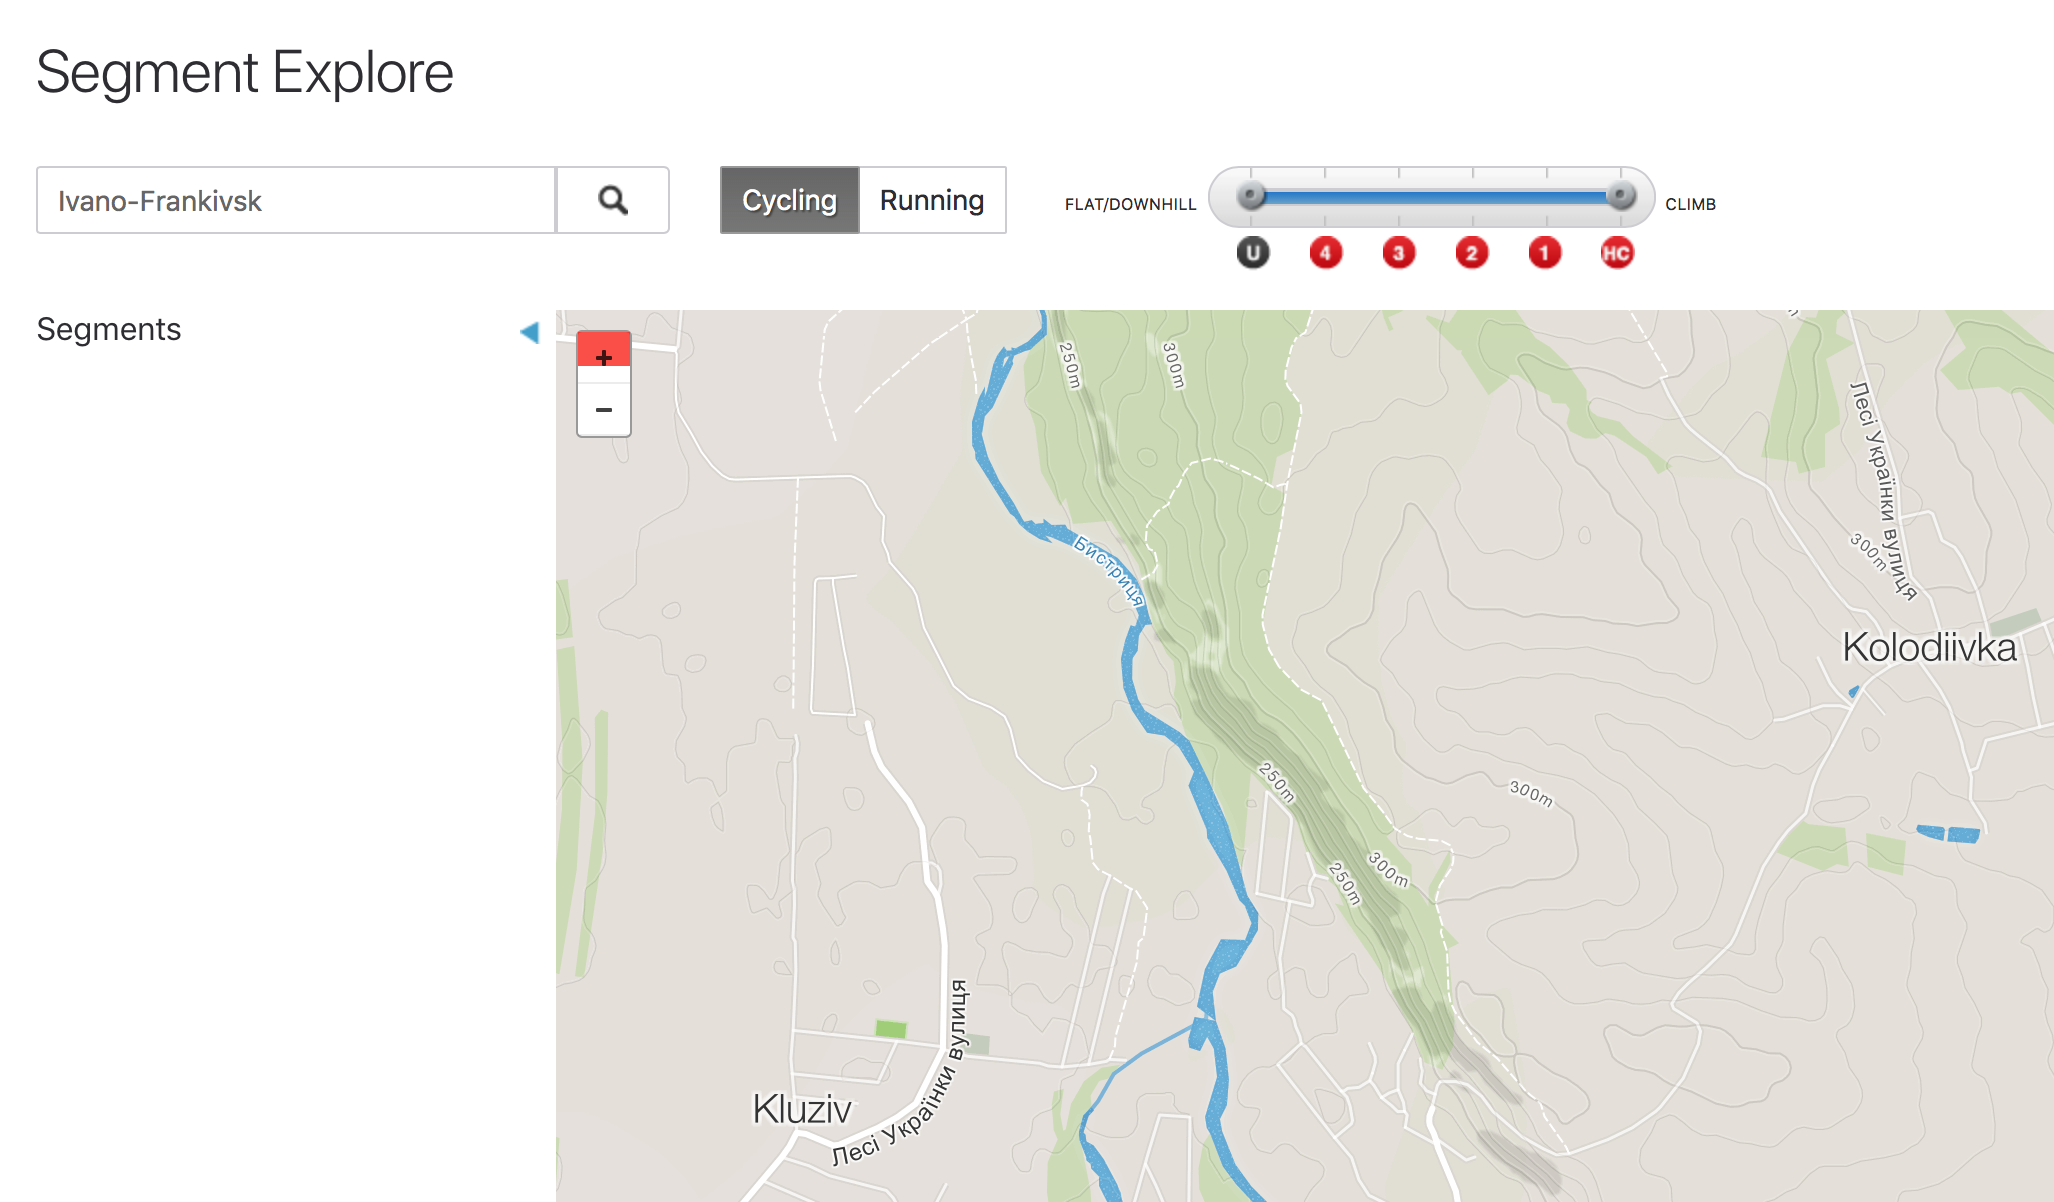 Segment Explore
Ivano-Frankivsk
Cycling
Running
FLAT/DOWNHILL
CLIMB
U
4
3
2
1
HC
Segments
+
−
250m
300m
Лесі Українки вулиця
300m
Бистриця
Kolodiivka
250m
300m
300m
250m
Лесі Українки вулиця
Kluziv